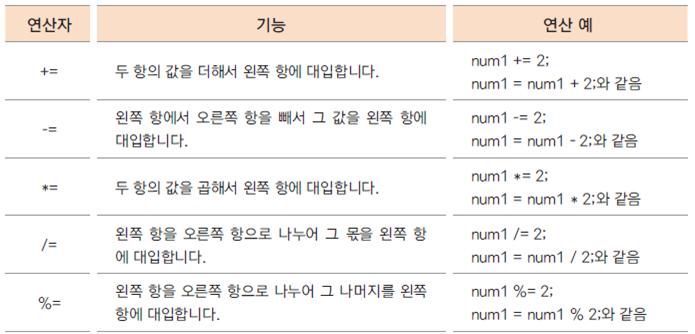 연산자 기능 연산 예
+= 두 항의 값을 더해서 왼쪽 항에 대입합니다. num1 += 2;
num1 = num1 + 2;와 같음
-= 왼쪽 항에서 오른쪽 항을 빼서 그 값을 왼쪽 항에
대입합니다.
num1 -= 2;
num1 = num1 - 2;와 같음
*= 두 항의 값을 곱해서 왼쪽 항에 대입합니다. num1 *= 2;
num1 = num1 * 2;와 같음
/= 왼쪽 항을 오른쪽 항으로 나누어 그 몫을 왼쪽 항
에 대입합니다.
num1 /= 2;
num1 = num1 / 2;와 같음
%= 왼쪽 항을 오른쪽 항으로 나누어 그 나머지를 왼쪽
항에 대입합니다.
num1 %= 2;
num1 = num1 % 2;와 같음